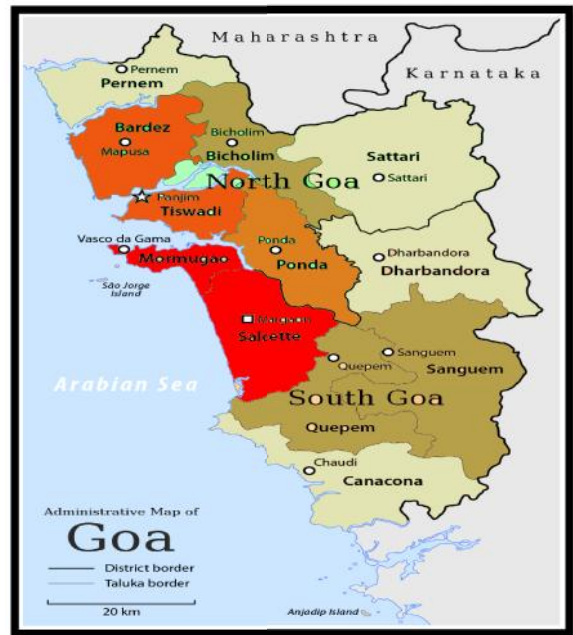 Maharashtra
Karnataka
Pernem
Pernem
Bardez
Mapusa
Bicholim
Bicholim
Sattari
Sattari
North Goa
Panjim
Tiswadi
Vasco da Gama
Mormugão
Ponda
Ponda
Dharbandora
Dharbandora
São Jorge
Island
Margaon
Salcette
Sanguem
Quepem
Sanguem
Arabian Sea
South Goa
Quepem
Chaudi
Canacona
Administrative Map of
Goa
District border
Taluka border
20 km
Anjadip Island